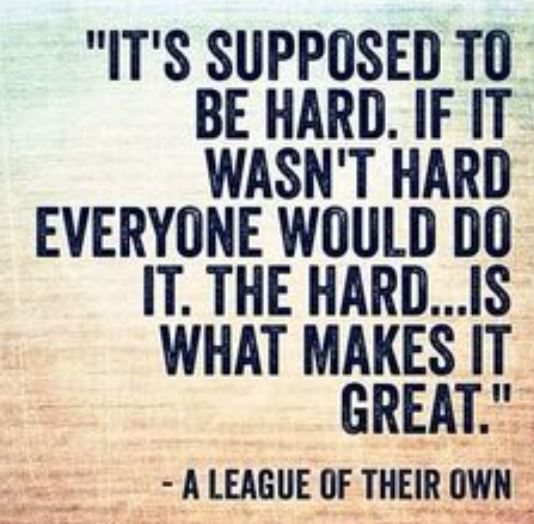 "IT'S SUPPOSED TO
BE HARD. IF IT
WASN'T HARD
EVERYONE WOULD DO
IT. THE HARD...IS
WHAT MAKES IT
GREAT."
- A LEAGUE OF THEIR OWN